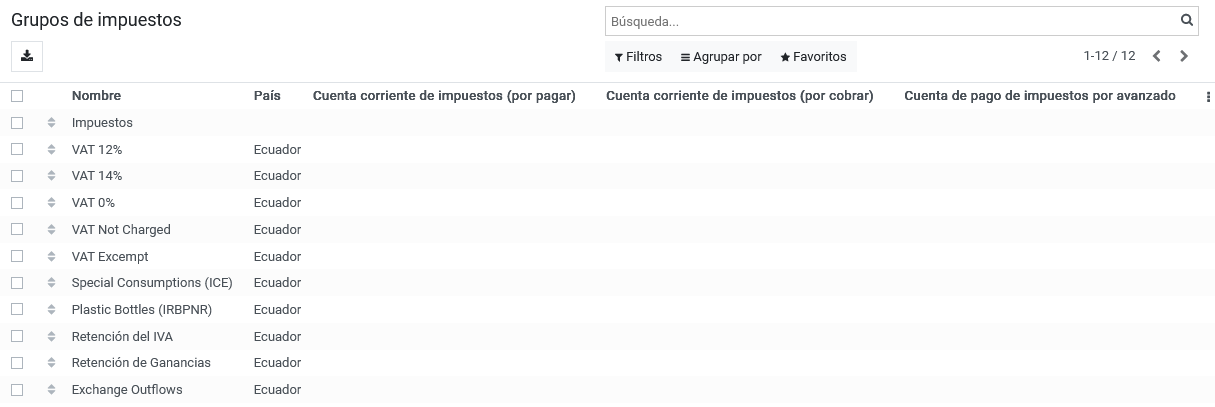 Grupos de impuestos
Búsqueda...
Filtros Agrupar por Favoritos 1-12 / 12
Nombre País Cuenta corriente de impuestos (por pagar) Cuenta corriente de impuestos (por cobrar) Cuenta de pago de impuestos por avanzado
Impuestos
VAT 12% Ecuador
VAT 14% Ecuador
VAT 0% Ecuador
VAT Not Charged Ecuador
VAT Excempt Ecuador
Special Consumptions (ICE) Ecuador
Plastic Bottles (IRBPNR) Ecuador
Retención del IVA Ecuador
Retención de Ganancias Ecuador
Exchange Outflows Ecuador